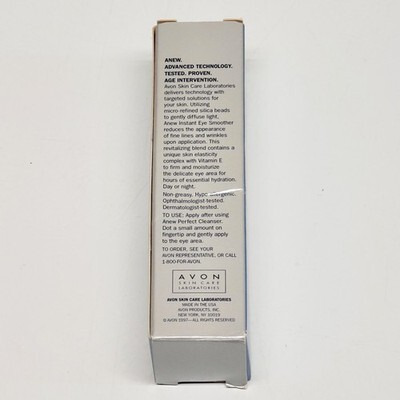 ANEW.
ADVANCED TECHNOLOGY.
TESTED. PROVEN.
AGE INTERVENTION.
Avon Skin Care Laboratories
delivers technology with
targeted solutions for
your skin. Utilizing
micro-refined silica beads
to gently diffuse light,
Anew Instant Eye Smoother
reduces the appearance
of fine lines and wrinkles
upon application. This
revitalizing blend contains a
unique skin elasticity
complex with Vitamin E
to firm and moisturize
the delicate eye area for
hours of essential hydration.
Day or night.
Non-greasy.
Ophthalmologist-tested.
Dermatologist-tested.
TO USE: Apply after using
Anew Perfect Cleanser.
Dot a small amount on
fingertip and gently apply
to the eye area.
TO ORDER, SEE YOUR
AVON REPRESENTATIVE, OR CALL
1-800-FOR-AVON.
AVON
SKIN CARE
LABORATORIES
AVON SKIN CARE LABORATORIES
MADE IN THE USA
AVON PRODUCTS, INC.
NEW YORK, NY 10019
© AVON 1997—ALL RIGHTS RESERVED